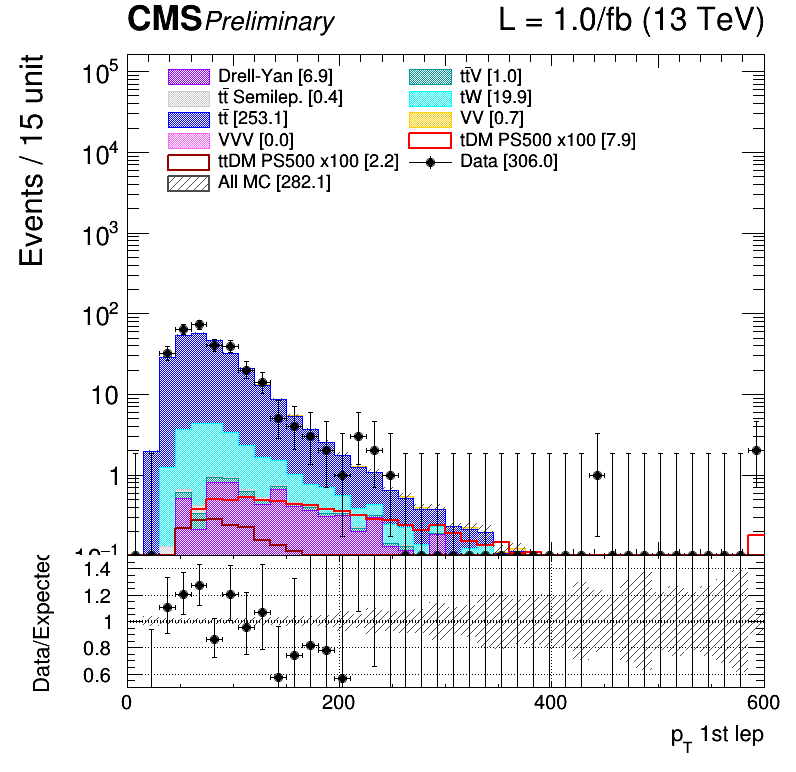 CMS Preliminary L = 1.0/fb (13 TeV)
Events / 15 unit
10⁵
10⁴
10³
10²
10
1
10⁻¹
Drell-Yan [6.9]
tt̄ Semilep. [0.4]
tt̄ [253.1]
VVV [0.0]
ttDM PS500 x100 [2.2]
All MC [282.1]
tt̄V [1.0]
tW [19.9]
VV [0.7]
tDM PS500 x100 [7.9]
Data [306.0]
Data/Expected
1.4
1.2
1
0.8
0.6
0 200 400 600
p_T 1st lep